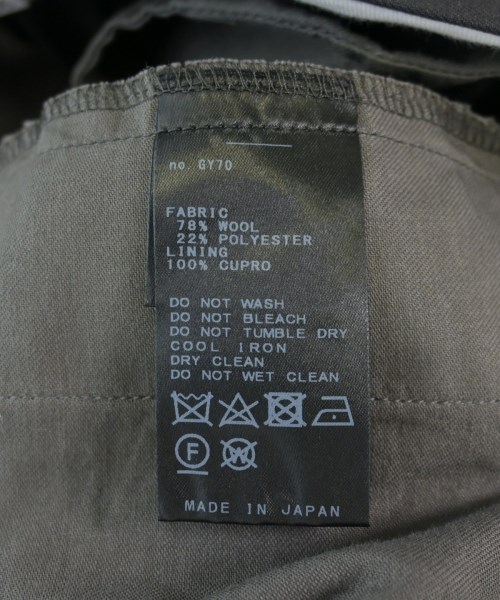 no. GY70
FABRIC
78% WOOL
22% POLYESTER
LINING
100% CUPRO
DO NOT WASH
DO NOT BLEACH
DO NOT TUMBLE DRY
COOL IRON
DRY CLEAN
DO NOT WET CLEAN
F W
MADE IN JAPAN